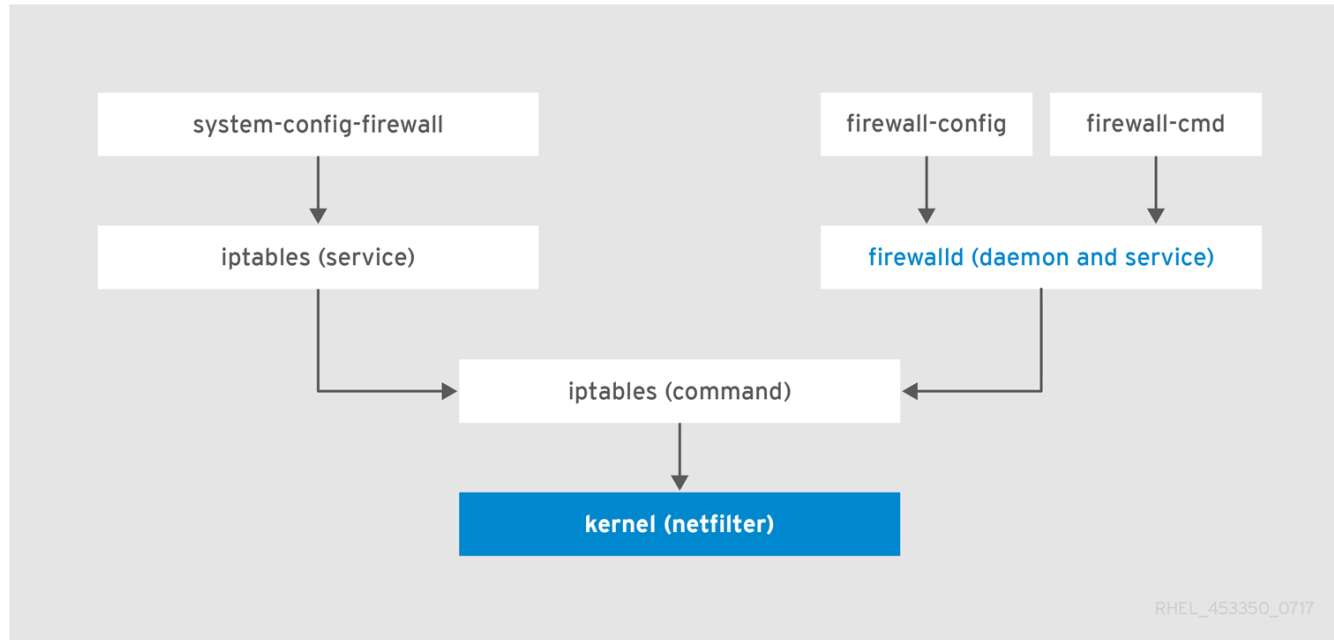 system-config-firewall
firewall-config
firewall-cmd
iptables (service)
firewalld (daemon and service)
iptables (command)
kernel (netfilter)
RHEL_453350_0717